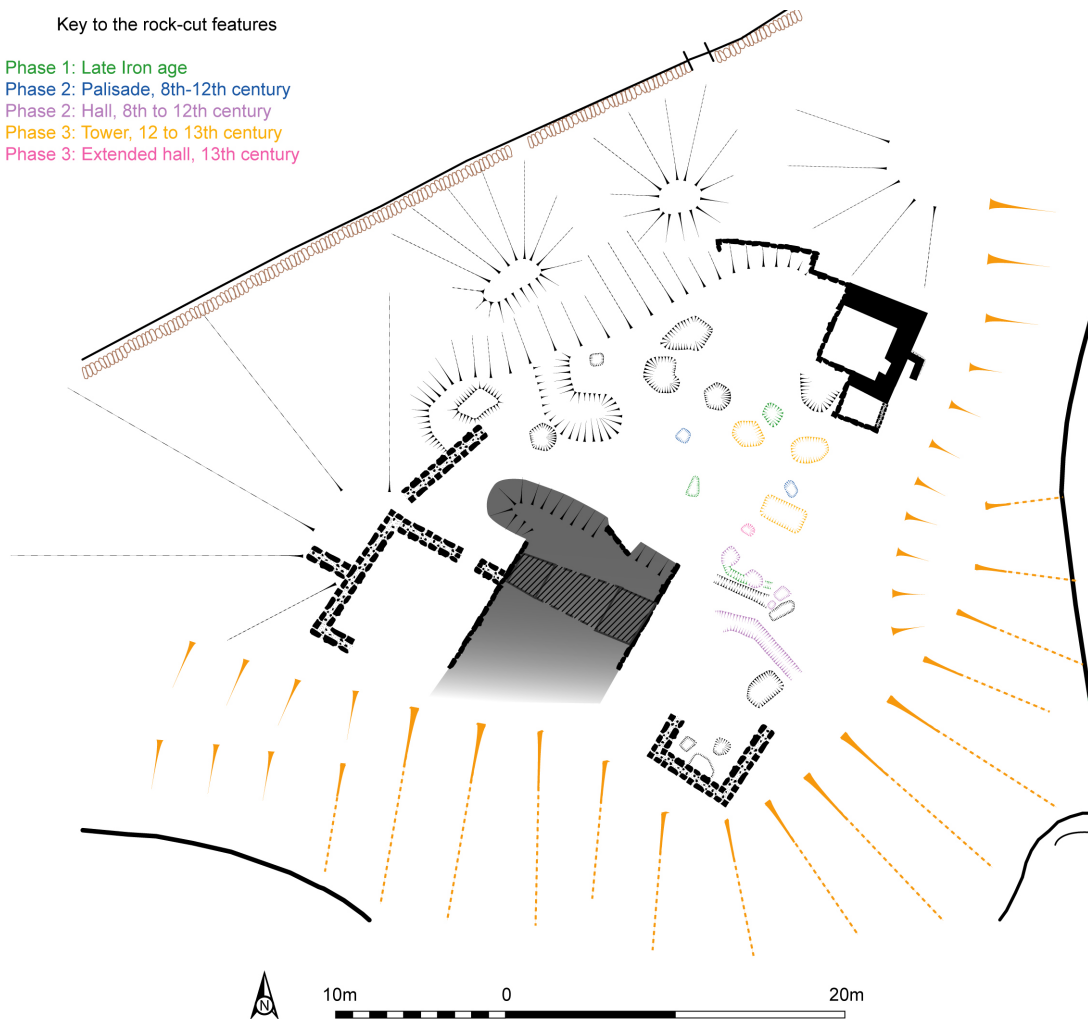 Key to the rock-cut features
Phase 1: Late Iron age
Phase 2: Palisade, 8th-12th century
Phase 2: Hall, 8th to 12th century
Phase 3: Tower, 12 to 13th century
Phase 3: Extended hall, 13th century
N
10m 0 20m